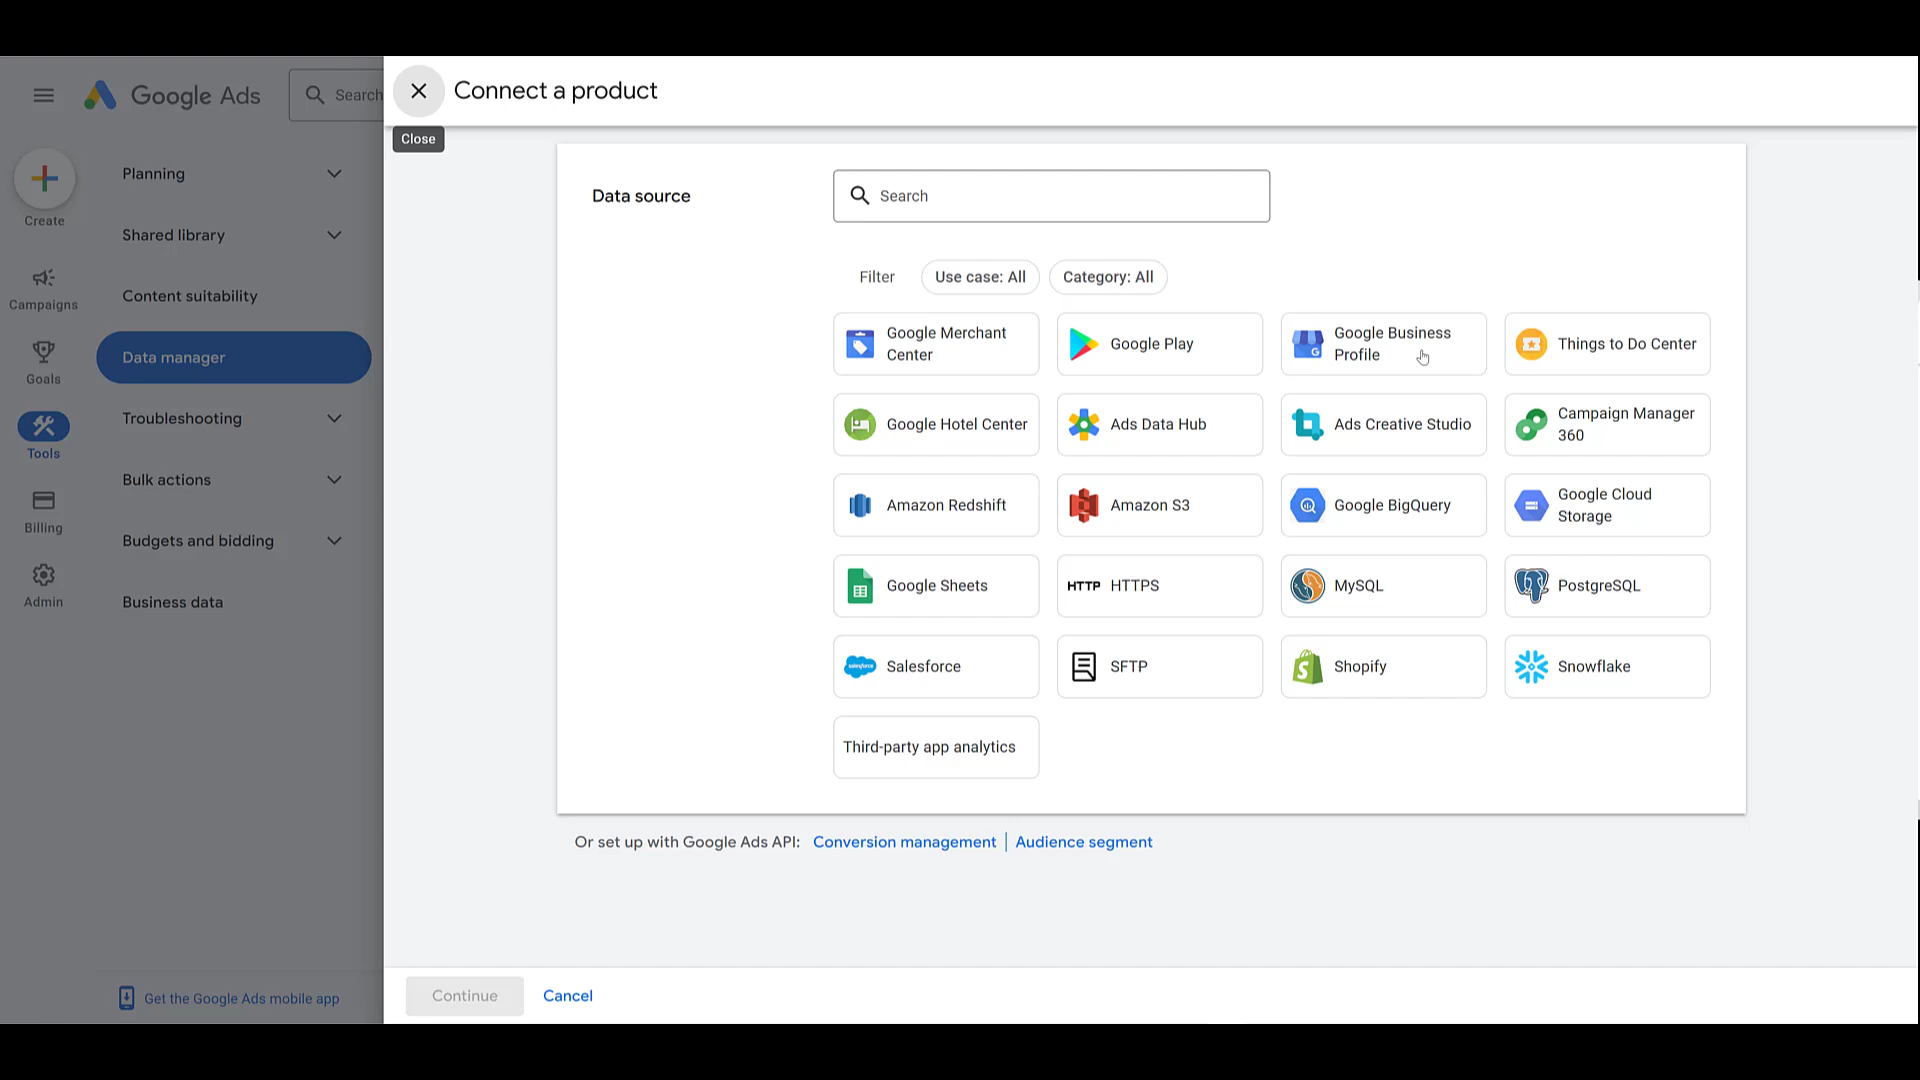 Google Ads
Search
Connect a product
Close
Create
Campaigns
Goals
Tools
Billing
Admin
Planning
Shared library
Content suitability
Data manager
Troubleshooting
Bulk actions
Budgets and bidding
Business data
Get the Google Ads mobile app
Data source
Search
Filter
Use case: All
Category: All
Google Merchant
Center
Google Play
Google Business
Profile
G
Things to Do Center
Google Hotel Center
Ads Data Hub
Ads Creative Studio
Campaign Manager
360
Amazon Redshift
Amazon S3
Google BigQuery
Google Cloud
Storage
Google Sheets
HTTP HTTPS
MySQL
PostgreSQL
salesforce
Salesforce
SFTP
S
Shopify
Snowflake
Third-party app analytics
Or set up with Google Ads API: Conversion management | Audience segment
Continue
Cancel